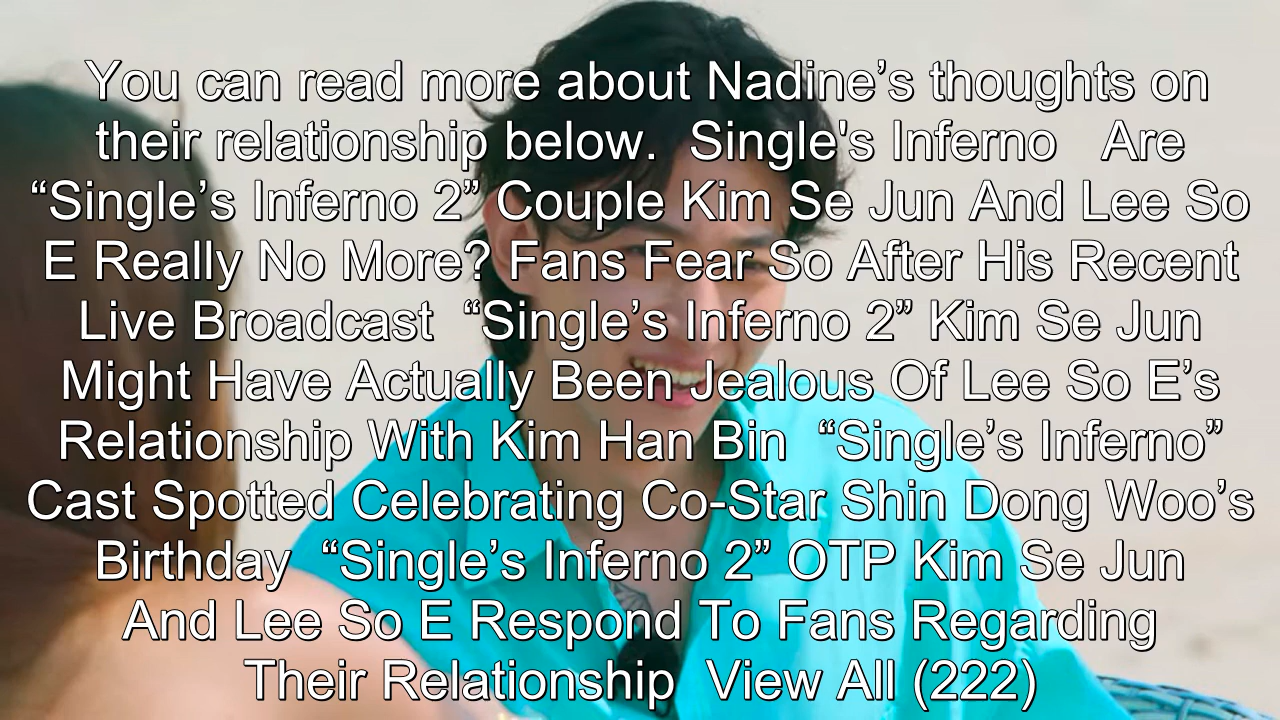 You can read more about Nadine’s thoughts on
their relationship below.  Single's Inferno   Are
“Single’s Inferno 2” Couple Kim Se Jun And Lee So
E Really No More? Fans Fear So After His Recent
Live Broadcast  “Single’s Inferno 2” Kim Se Jun
Might Have Actually Been Jealous Of Lee So E’s
Relationship With Kim Han Bin  “Single’s Inferno”
Cast Spotted Celebrating Co-Star Shin Dong Woo’s
Birthday  “Single’s Inferno 2” OTP Kim Se Jun
And Lee So E Respond To Fans Regarding
Their Relationship  View All (222)